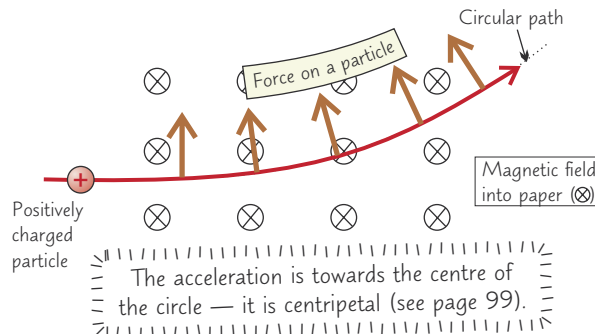 Circular path
Force on a particle
Magnetic field
into paper (⊗)
Positively
charged
particle
The acceleration is towards the centre of
the circle — it is centripetal (see page 99).